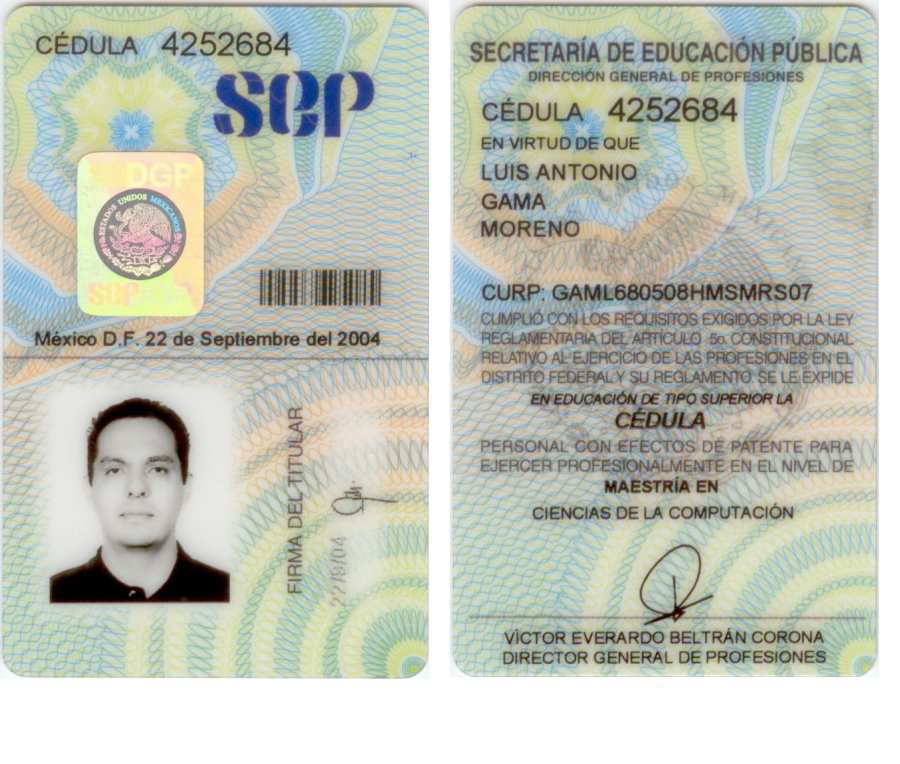 CÉDULA 4252684
SEP
DGP
ESTADOS UNIDOS MEXICANOS
SEP
México D.F. 22 de Septiembre del 2004
FIRMA DEL TITULAR
22/9/04
SECRETARÍA DE EDUCACIÓN PÚBLICA
DIRECCIÓN GENERAL DE PROFESIONES
CÉDULA 4252684
EN VIRTUD DE QUE
LUIS ANTONIO
GAMA
MORENO
CURP: GAML680508HMSMRS07
CUMPLIÓ CON LOS REQUISITOS EXIGIDOS POR LA LEY
REGLAMENTARIA DEL ARTÍCULO 5o. CONSTITUCIONAL
RELATIVO AL EJERCICIO DE LAS PROFESIONES EN EL
DISTRITO FEDERAL Y SU REGLAMENTO SE LE EXPIDE
EN EDUCACIÓN DE TIPO SUPERIOR LA
CÉDULA
PERSONAL CON EFECTOS DE PATENTE PARA
EJERCER PROFESIONALMENTE EN EL NIVEL DE
MAESTRÍA EN
CIENCIAS DE LA COMPUTACIÓN
VÍCTOR EVERARDO BELTRÁN CORONA
DIRECTOR GENERAL DE PROFESIONES